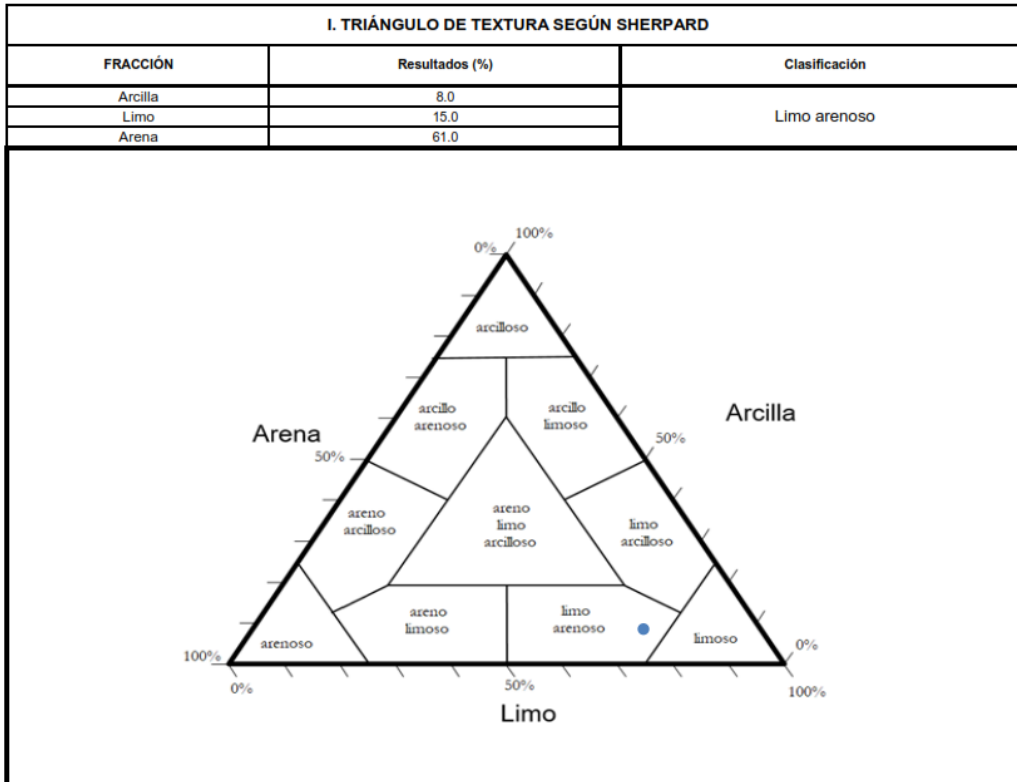 I. TRIÁNGULO DE TEXTURA SEGÚN SHERPARD
FRACCIÓN Resultados (%) Clasificación
Arcilla 8.0
Limo 15.0 Limo arenoso
Arena 61.0
0% 100%
arcilloso
arcillo
arenoso
arcillo
limoso
Arena
Arcilla
50%
50%
areno
arcilloso
areno
limo
arcilloso
limo
arcilloso
areno
limoso
limo
arenoso
arenoso
limoso
100%
0%
0%
50%
100%
Limo